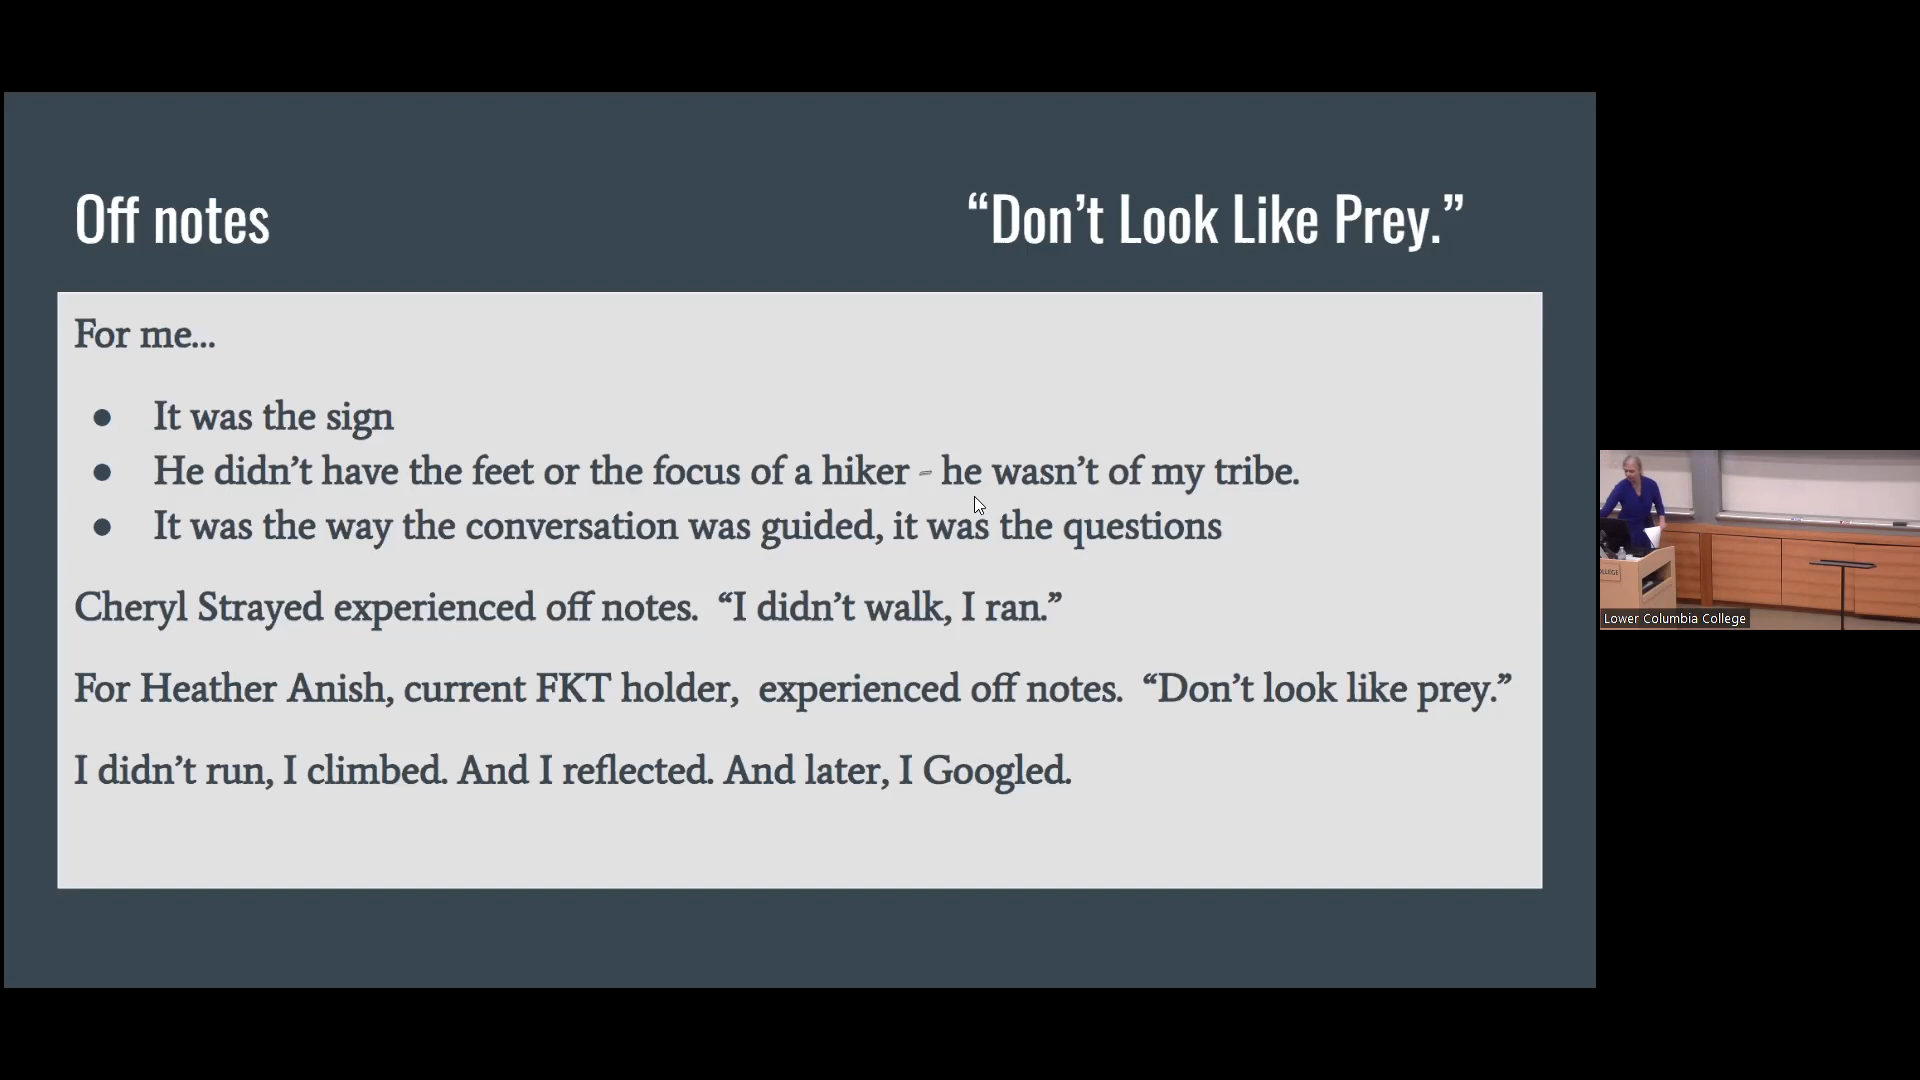 Off notes
“Don’t Look Like Prey.”
For me...
● It was the sign
● He didn’t have the feet or the focus of a hiker - he wasn’t of my tribe.
● It was the way the conversation was guided, it was the questions
Cheryl Strayed experienced off notes. “I didn’t walk, I ran.”
For Heather Anish, current FKT holder, experienced off notes. “Don’t look like prey.”
I didn’t run, I climbed. And I reflected. And later, I Googled.
Lower Columbia College